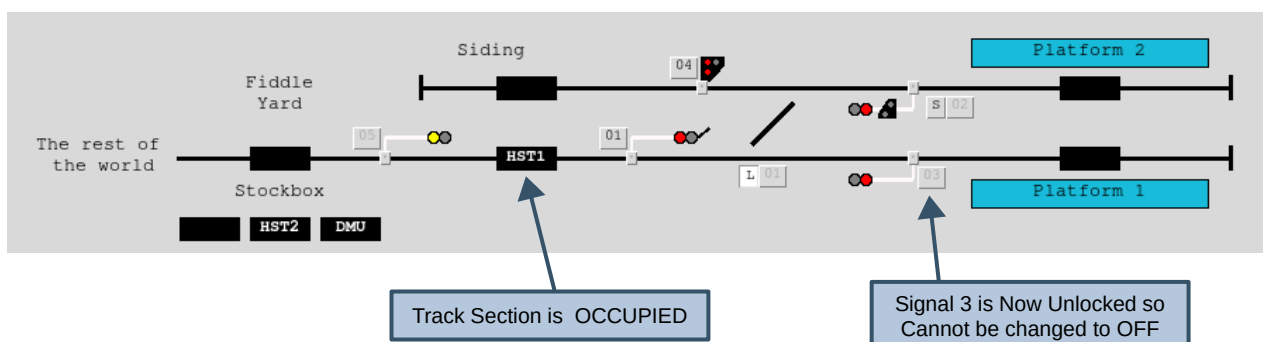 Siding
04
Platform 2
Fiddle
Yard
S 02
The rest of
the world
05
01
HST1
L 01
03
Stockbox
Platform 1
HST2 DMU
Track Section is OCCUPIED
Signal 3 is Now Unlocked so
Cannot be changed to OFF